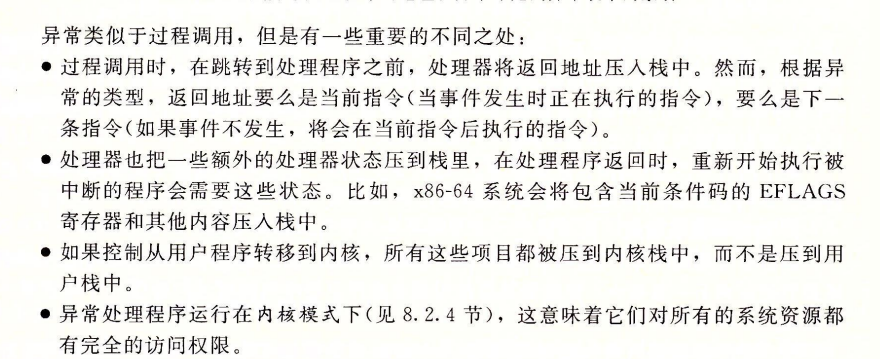 异常类似于过程调用，但是有一些重要的不同之处：
● 过程调用时，在跳转到处理程序之前，处理器将返回地址压入栈中。然而，根据异
常的类型，返回地址要么是当前指令(当事件发生时正在执行的指令)，要么是下一
条指令(如果事件不发生，将会在当前指令后执行的指令)。
● 处理器也把一些额外的处理器状态压到栈里，在处理程序返回时，重新开始执行被
中断的程序会需要这些状态。比如，x86-64 系统会将包含当前条件码的 EFLAGS
寄存器和其他内容压入栈中。
● 如果控制从用户程序转移到内核，所有这些项目都被压到内核栈中，而不是压到用
户栈中。
● 异常处理程序运行在内核模式下(见 8.2.4 节)，这意味着它们对所有的系统资源都
有完全的访问权限。